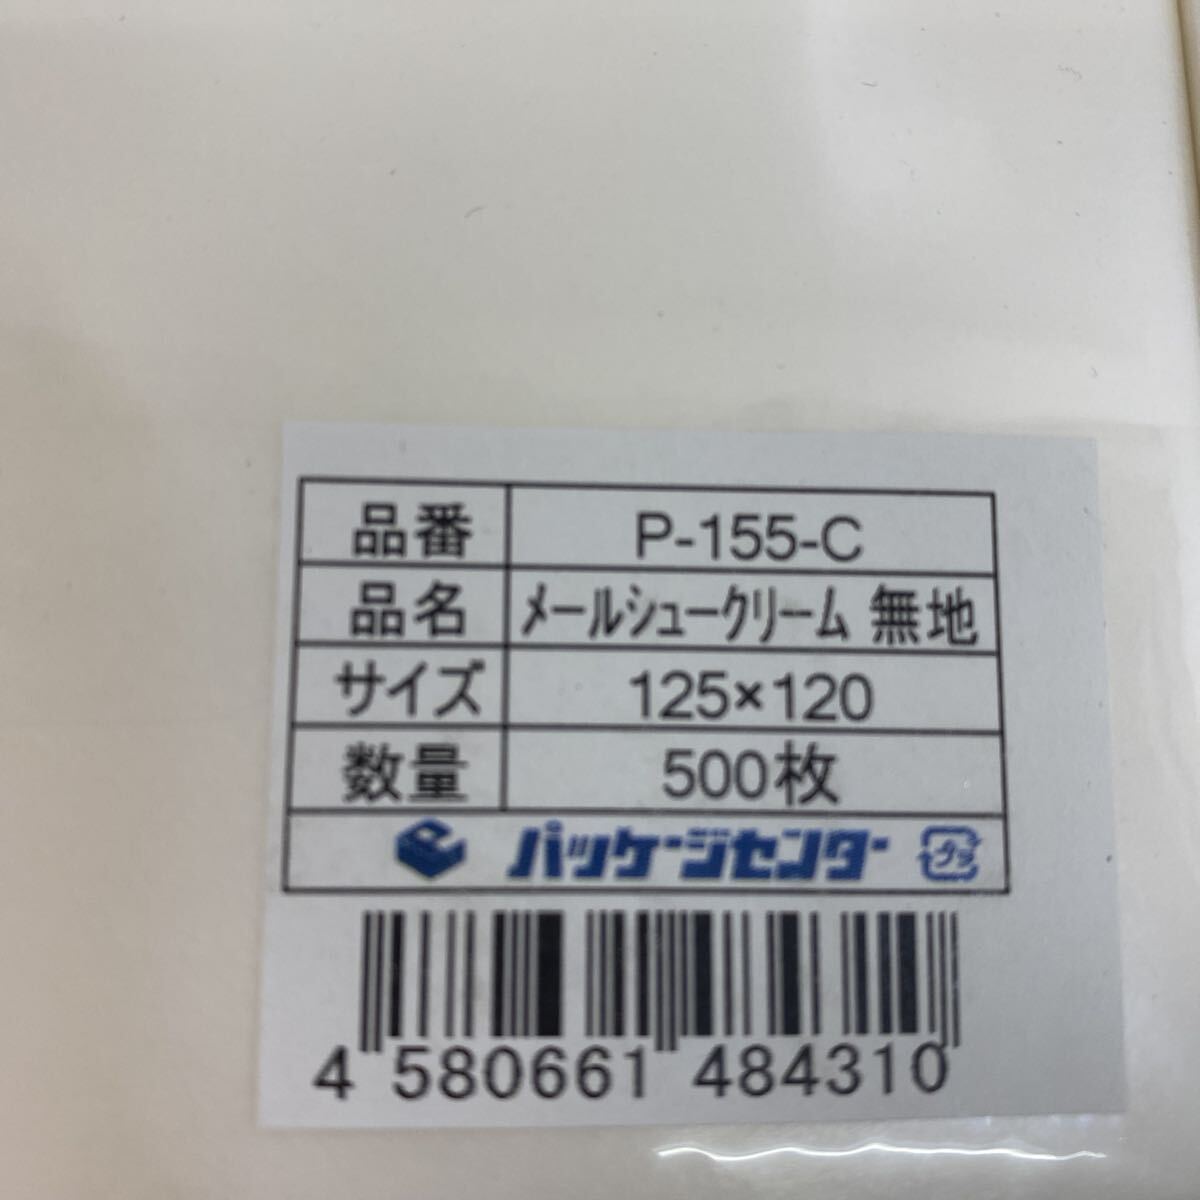 品番 P-155-C
品名 メールシュークリーム 無地
サイズ 125×120
数量 500枚
パッケージセンター プラ
4 580661 484310